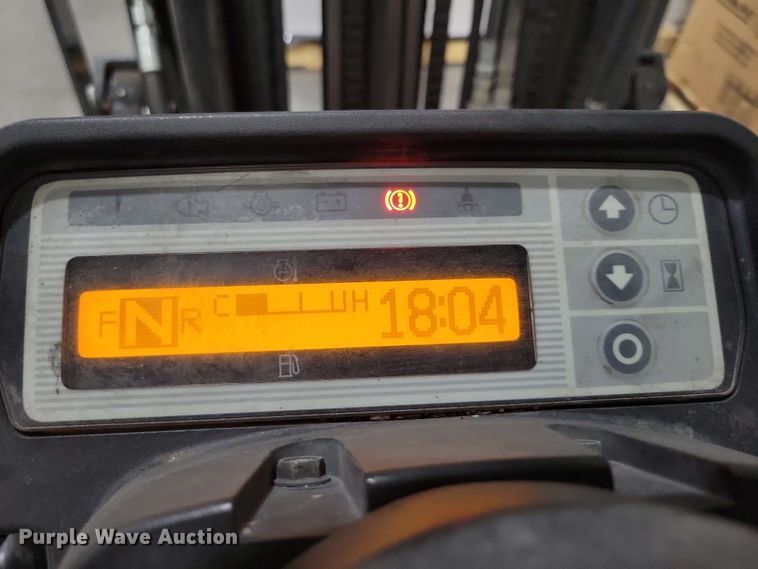 F N R C H 18:04
Purple Wave Auction